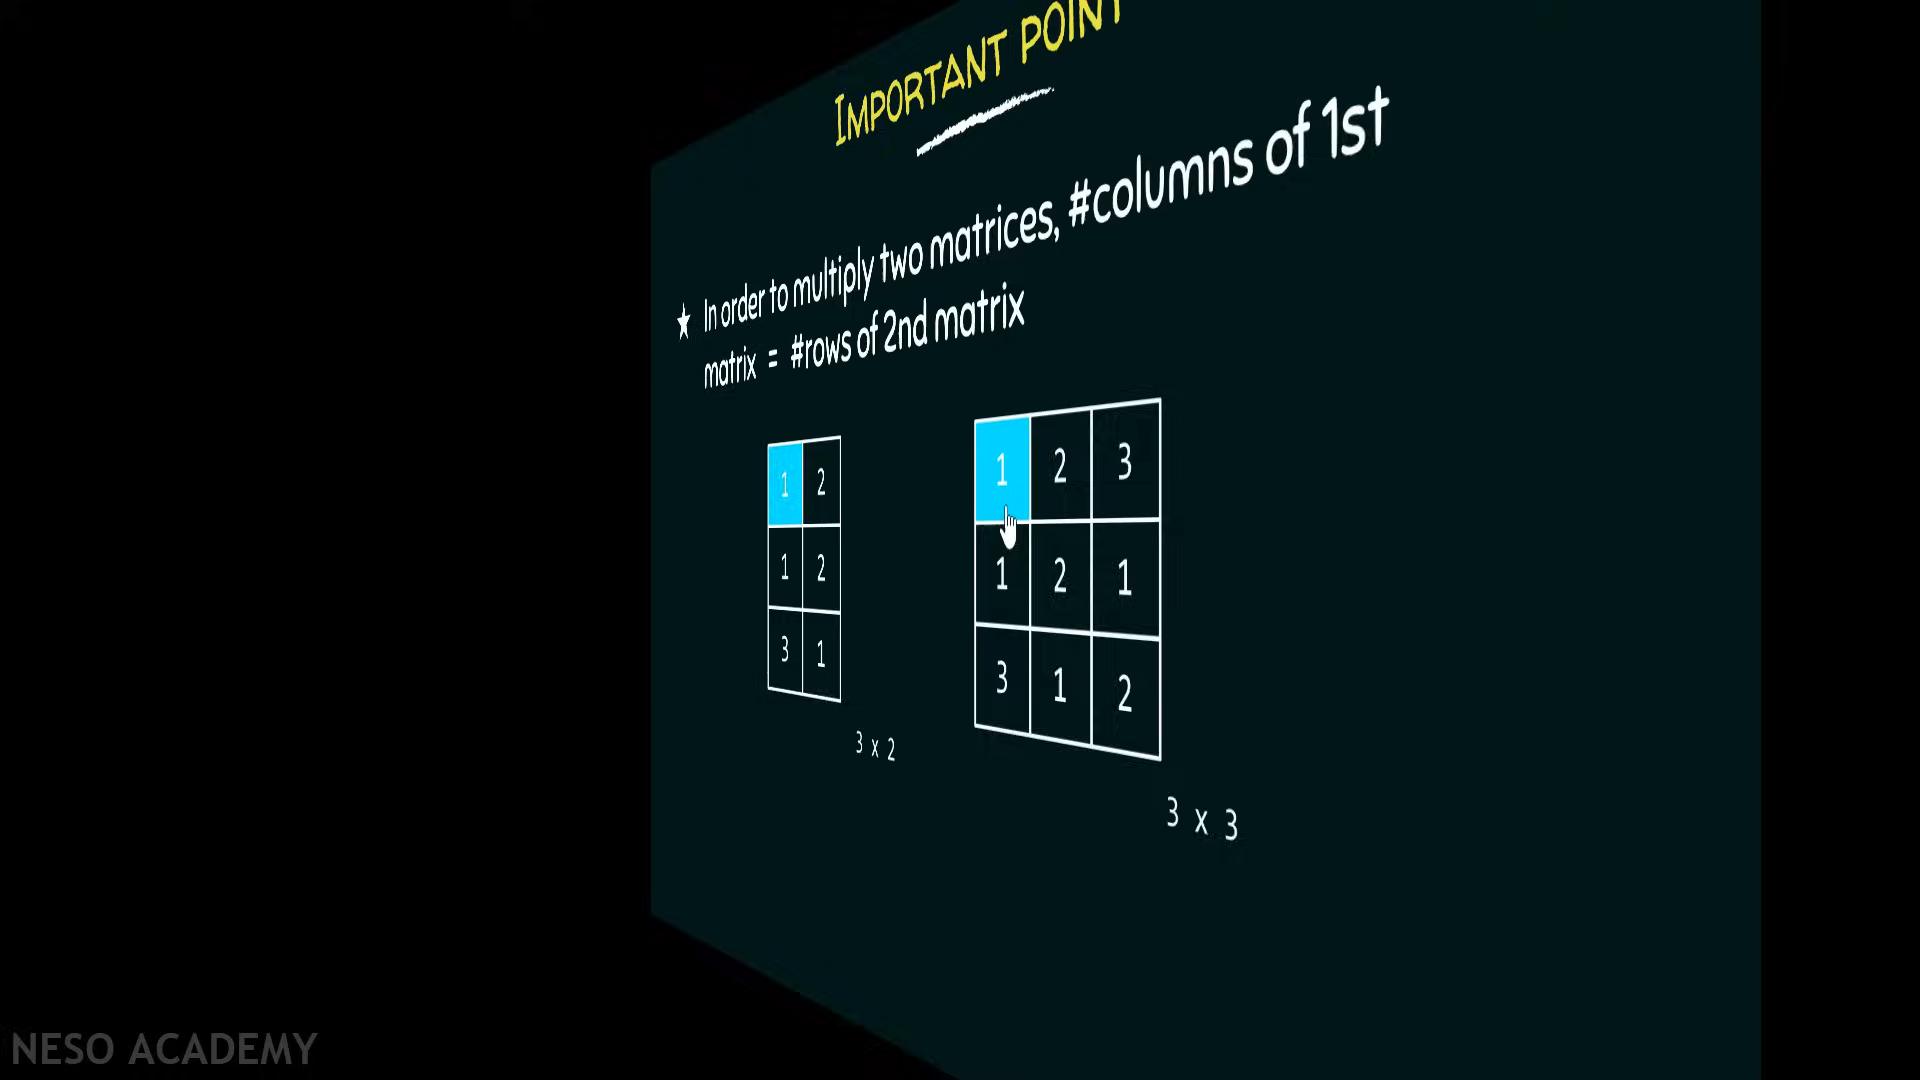 IMPORTANT POINT
★ In order to multiply two matrices, #columns of 1st
matrix = #rows of 2nd matrix
1 2
1 2
3 1
3 x 2
1 2 3
1 2 1
3 1 2
3 x 3
NESO ACADEMY